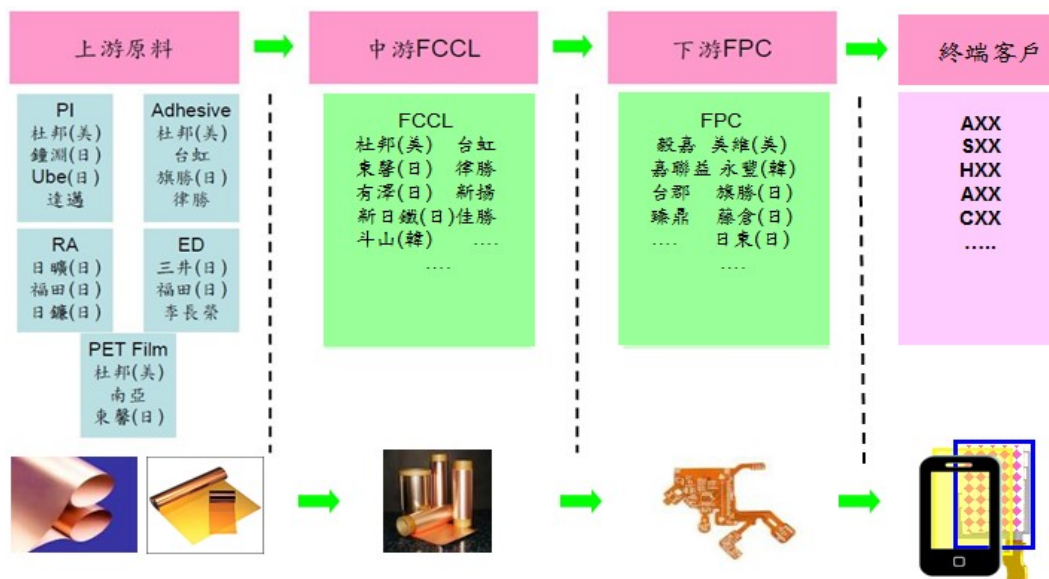 上游原料
中游FCCL
下游FPC
終端客戶
PI
杜邦(美)
鐘淵(日)
Ube(日)
達邁
Adhesive
杜邦(美)
台虹
旗勝(日)
律勝
RA
日曠(日)
福田(日)
日鐮(日)
ED
三井(日)
福田(日)
李長榮
PET Film
杜邦(美)
南亞
東馨(日)
FCCL
杜邦(美) 台虹
東馨(日) 律勝
有澤(日) 新揚
新日鐵(日)佳勝
斗山(韓) ....
....
FPC
毅嘉 美維(美)
嘉聯益 永豐(韓)
台郡 旗勝(日)
臻鼎 藤倉(日)
.... 日東(日)
....
AXX
SXX
HXX
AXX
CXX
.....